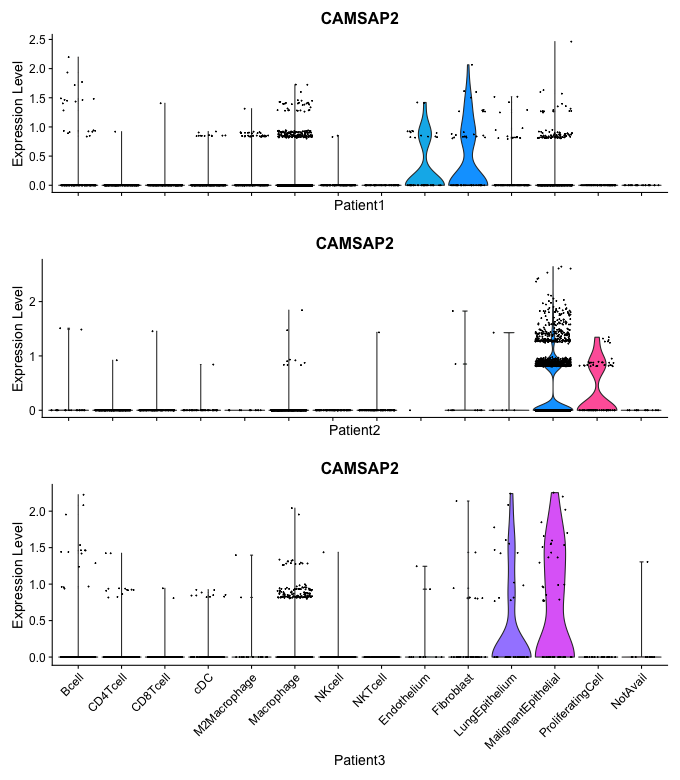 CAMSAP2
Expression Level
2.5
2.0
1.5
1.0
0.5
0.0
Patient1
CAMSAP2
Expression Level
2
1
0
Patient2
CAMSAP2
Expression Level
2.0
1.5
1.0
0.5
0.0
Bcell
CD4Tcell
CD8Tcell
cDC
M2Macrophage
Macrophage
NKcell
NKTcell
Endothelium
Fibroblast
LungEpithelium
MalignantEpithelial
ProliferatingCell
NotAvail
Patient3